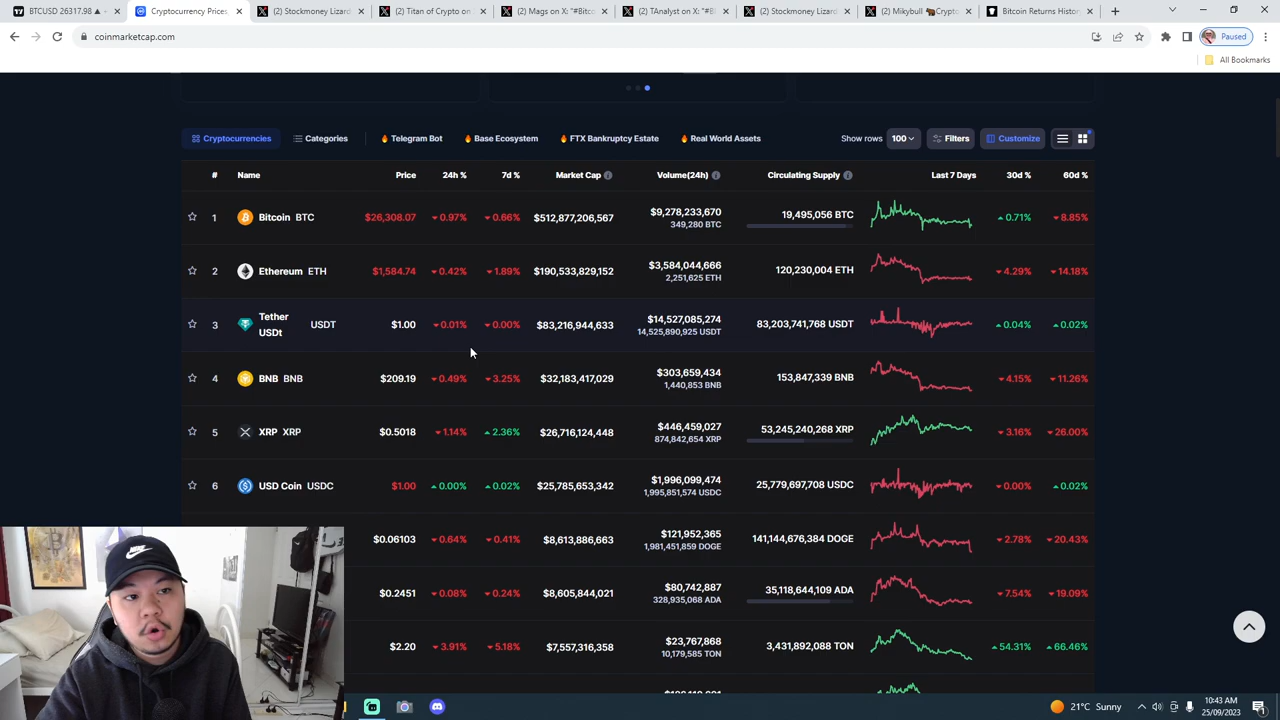 BTCUSD 26317.98 ▲
Cryptocurrency Prices,
(2) Stockmoney Lizard
(2) Titan of Crypto on
(2) Mags on X: "#Bitco
(2) TAnalyst on X: "#B
(2) Stockmoney Lizard
(2) Mikybull 🐂Crypto
Bitcoin Returns Histor
coinmarketcap.com
Paused
All Bookmarks
Cryptocurrencies Categories 🔥 Telegram Bot 🔥 Base Ecosystem 🔥 FTX Bankruptcy Estate 🔥 Real World Assets Show rows 100 Filters Customize
# Name Price 24h % 7d % Market Cap Volume(24h) Circulating Supply Last 7 Days 30d % 60d %
1 Bitcoin BTC $26,308.07 0.97% 0.66% $512,877,206,567 $9,278,233,670 19,495,056 BTC 0.71% 8.85%
349,280 BTC
2 Ethereum ETH $1,584.74 0.42% 1.89% $190,533,829,152 $3,584,044,666 120,230,004 ETH 4.29% 14.18%
2,251,625 ETH
3 Tether USDt USDT $1.00 0.01% 0.00% $83,216,944,633 $14,527,085,274 83,203,741,768 USDT 0.04% 0.02%
14,525,890,925 USDT
4 BNB BNB $209.19 0.49% 3.25% $32,183,417,029 $303,659,434 153,847,339 BNB 4.15% 11.26%
1,440,853 BNB
5 XRP XRP $0.5018 1.14% 2.36% $26,716,124,448 $446,459,027 53,245,240,268 XRP 3.16% 26.00%
874,842,654 XRP
6 USD Coin USDC $1.00 0.00% 0.02% $25,785,653,342 $1,996,099,474 25,779,697,708 USDC 0.00% 0.02%
1,995,851,574 USDC
$0.06103 0.64% 0.41% $8,613,886,663 $121,952,365 141,144,676,384 DOGE 2.78% 20.43%
1,981,451,859 DOGE
$0.2451 0.08% 0.24% $8,605,844,021 $80,742,887 35,118,644,109 ADA 7.54% 19.09%
328,935,068 ADA
$2.20 3.91% 5.18% $7,557,316,358 $23,767,868 3,431,892,088 TON 54.31% 66.46%
10,179,585 TON
21°C Sunny
10:43 AM
25/09/2023